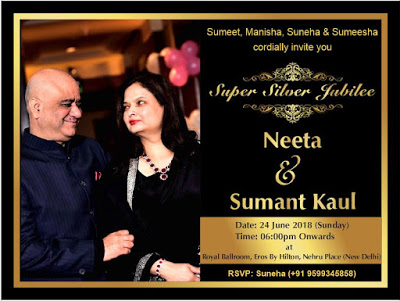 Sumeet, Manisha, Suneha & Sumeesha
cordially invite you
Super Silver Jubilee
Neeta
&
Sumant Kaul
Date: 24 June 2018 (Sunday)
Time: 06:00pm Onwards
at
Royal Ballroom, Eros By Hilton, Nehru Place (New Delhi)
RSVP: Suneha (+91 9599345858)